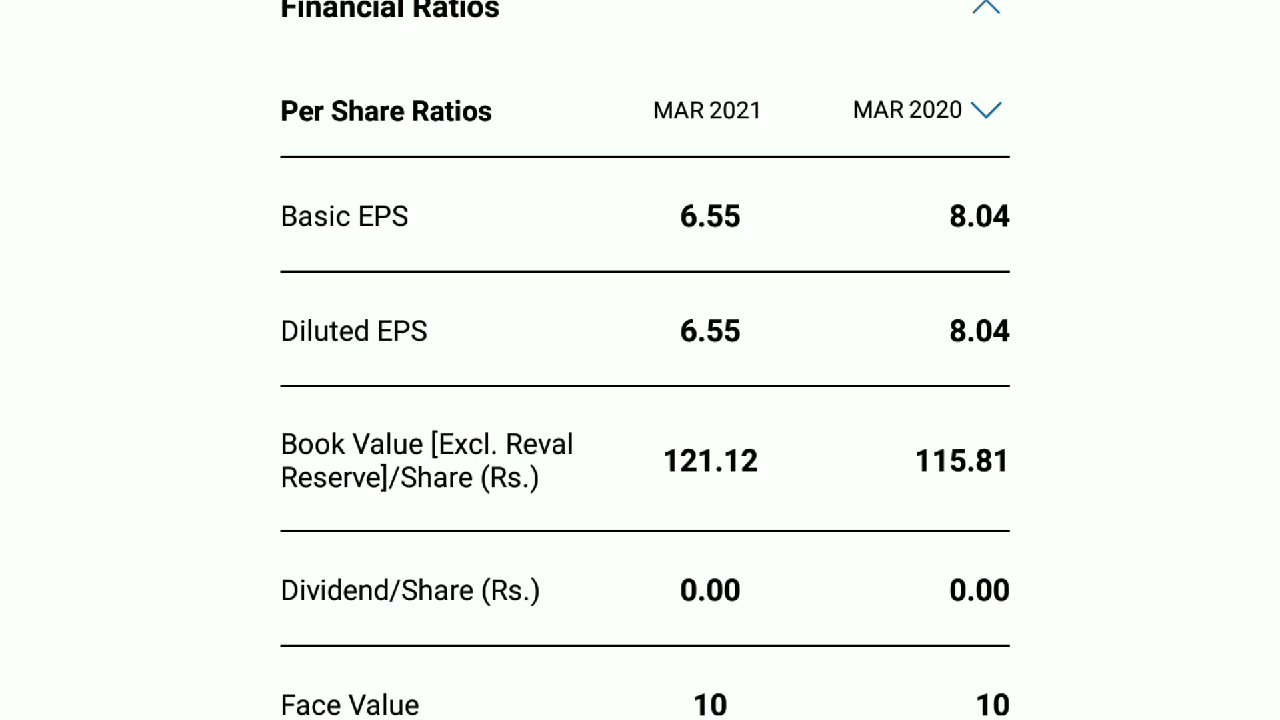 Financial Ratios
Per Share Ratios MAR 2021 MAR 2020
Basic EPS 6.55 8.04
Diluted EPS 6.55 8.04
Book Value [Excl. Reval
Reserve]/Share (Rs.) 121.12 115.81
Dividend/Share (Rs.) 0.00 0.00
Face Value 10 10